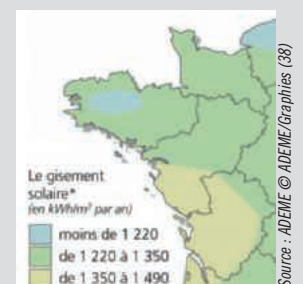 Le gisement
solaire*
(en kWh/m² par an)
moins de 1 220
de 1 220 à 1 350
de 1 350 à 1 490
Source : ADEME © ADEME/Graphies (38)